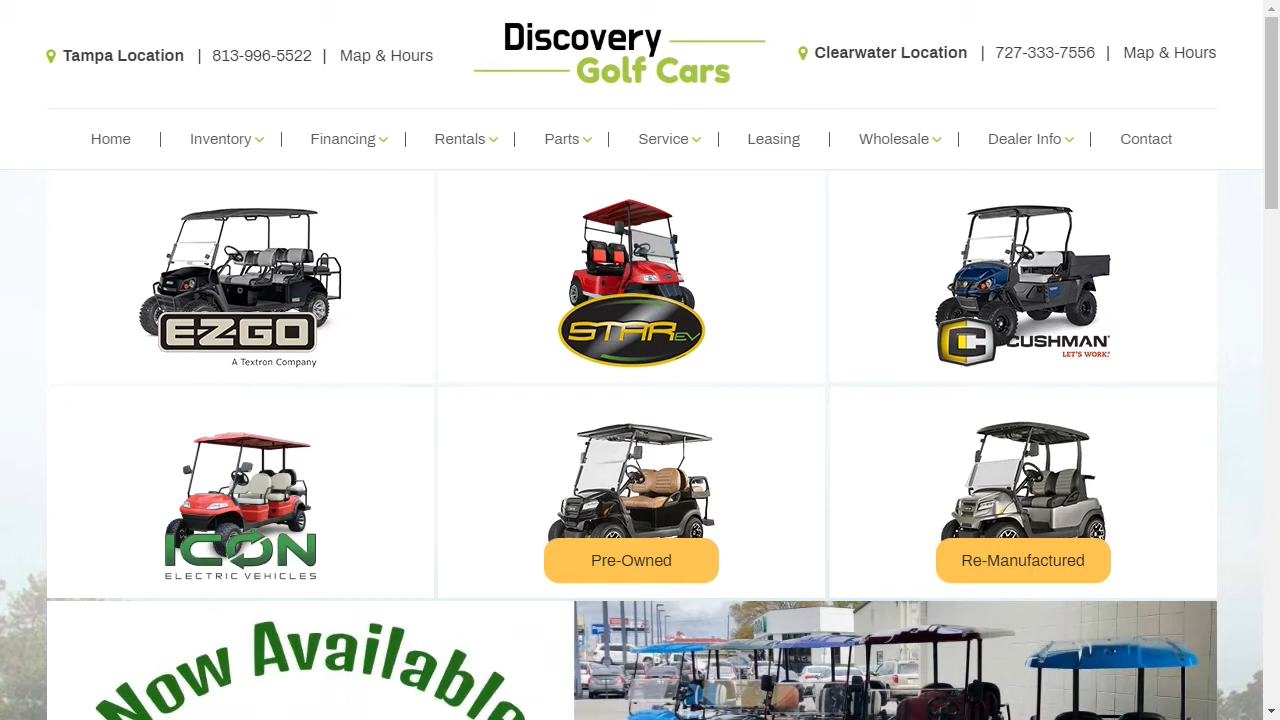 Tampa Location | 813-996-5522 | Map & Hours
Discovery
Golf Cars
Clearwater Location | 727-333-7556 | Map & Hours
Home | Inventory | Financing | Rentals | Parts | Service | Leasing | Wholesale | Dealer Info | Contact
EZGO
A Textron Company
STAR EV
CUSHMAN
LET'S WORK.
ICON
ELECTRIC VEHICLES
Pre-Owned
Re-Manufactured
Now Available